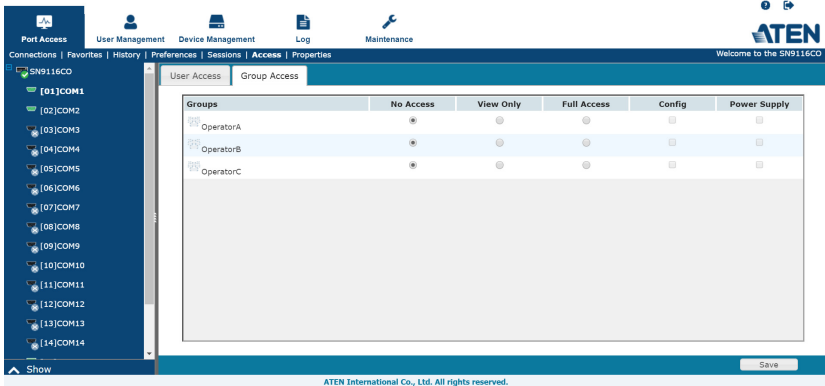 Port Access User Management Device Management Log Maintenance
ATEN
Connections | Favorites | History | Preferences | Sessions | Access | Properties Welcome to the SN9116CO
SN9116CO
[01]COM1
[02]COM2
[03]COM3
[04]COM4
[05]COM5
[06]COM6
[07]COM7
[08]COM8
[09]COM9
[10]COM10
[11]COM11
[12]COM12
[13]COM13
[14]COM14
Show
User Access Group Access
Groups No Access View Only Full Access Config Power Supply
OperatorA
OperatorB
OperatorC
Save
ATEN International Co., Ltd. All rights reserved.